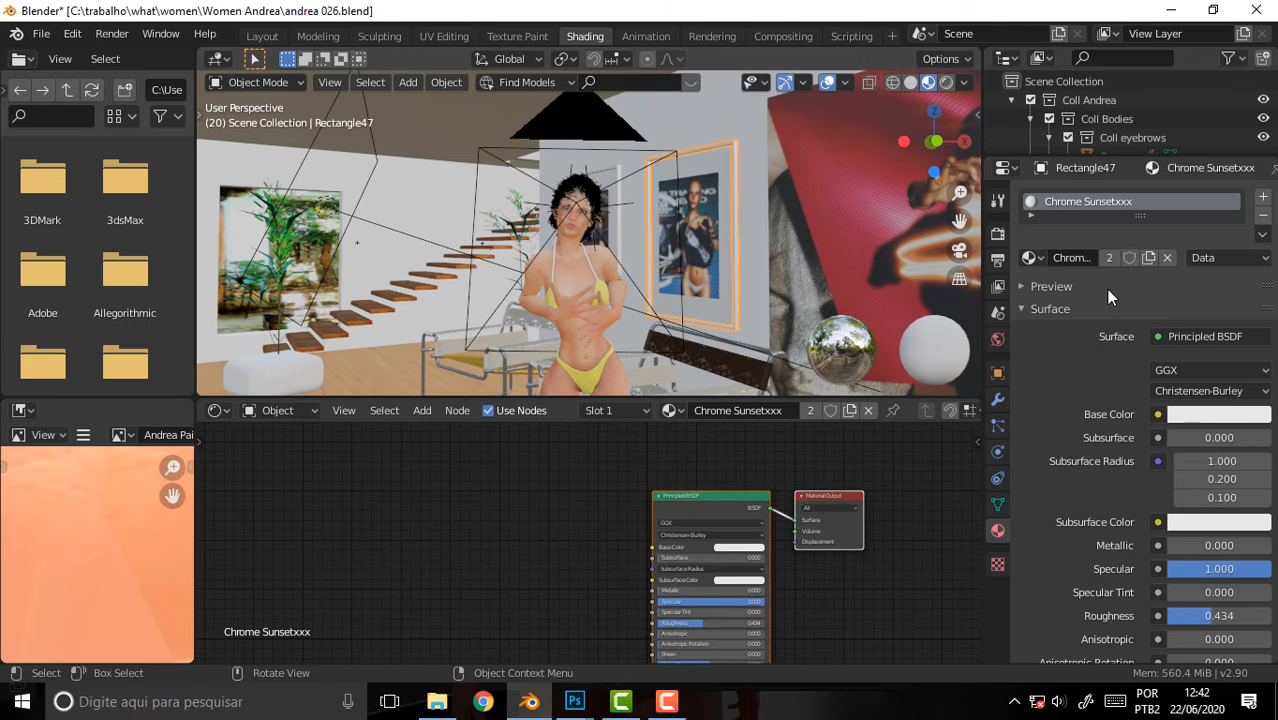 Blender* [C:\trabalho\what\women\Women Andrea\andrea 026.blend]
File Edit Render Window Help Layout Modeling Sculpting UV Editing Texture Paint Shading Animation Rendering Compositing Scripting Scene View Layer
View Select Global Options
C:\Use Object Mode View Select Add Object Find Models
User Perspective
(20) Scene Collection | Rectangle47
X
Z
Scene Collection
Coll Andrea
Coll Bodies
Coll eyebrows
Rectangle47 Chrome Sunsetxxx
3DMark 3dsMax
Adobe Allegorithmic
Chrome Sunsetxxx
Chrom... 2 Data
Preview
Surface
Surface Principled BSDF
GGX
Christensen-Burley
Base Color
Subsurface 0.000
Subsurface Radius 1.000
0.200
0.100
Subsurface Color
Metallic 0.000
Specular 1.000
Specular Tint 0.000
Roughness 0.434
Anisotropic 0.000
Anisotropic Rotation 0.000
Object View Select Add Node Use Nodes Slot 1 Chrome Sunsetxxx 2
View Andrea Pai
Principled BSDF
BSDF
GGX
Christensen-Burley
Base Color
Subsurface 0.000
Subsurface Radius
Subsurface Color
Metallic 0.000
Specular 1.000
Specular Tint 0.000
Roughness 0.434
Anisotropic 0.000
Anisotropic Rotation 0.000
Sheen 0.000
Material Output
All
Surface
Volume
Displacement
Chrome Sunsetxxx
Select Box Select Rotate View Object Context Menu Mem: 560.4 MiB | v2.90
Digite aqui para pesquisar
Ps
POR
PTB2
12:42
22/06/2020